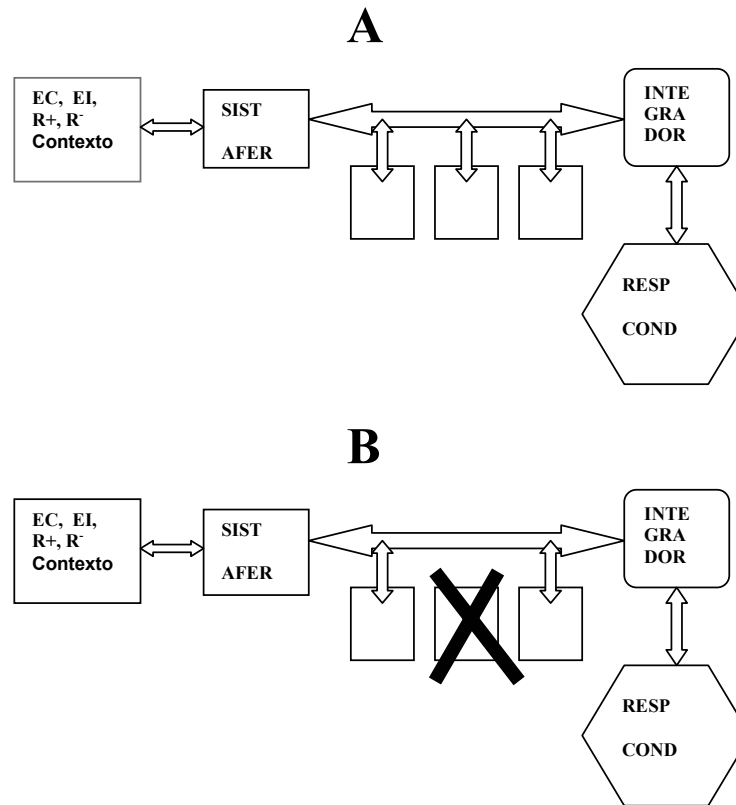 A
EC, EI,
R+, R-
Contexto
SIST
AFER
INTE
GRA
DOR
RESP
COND
B
EC, EI,
R+, R-
Contexto
SIST
AFER
INTE
GRA
DOR
RESP
COND